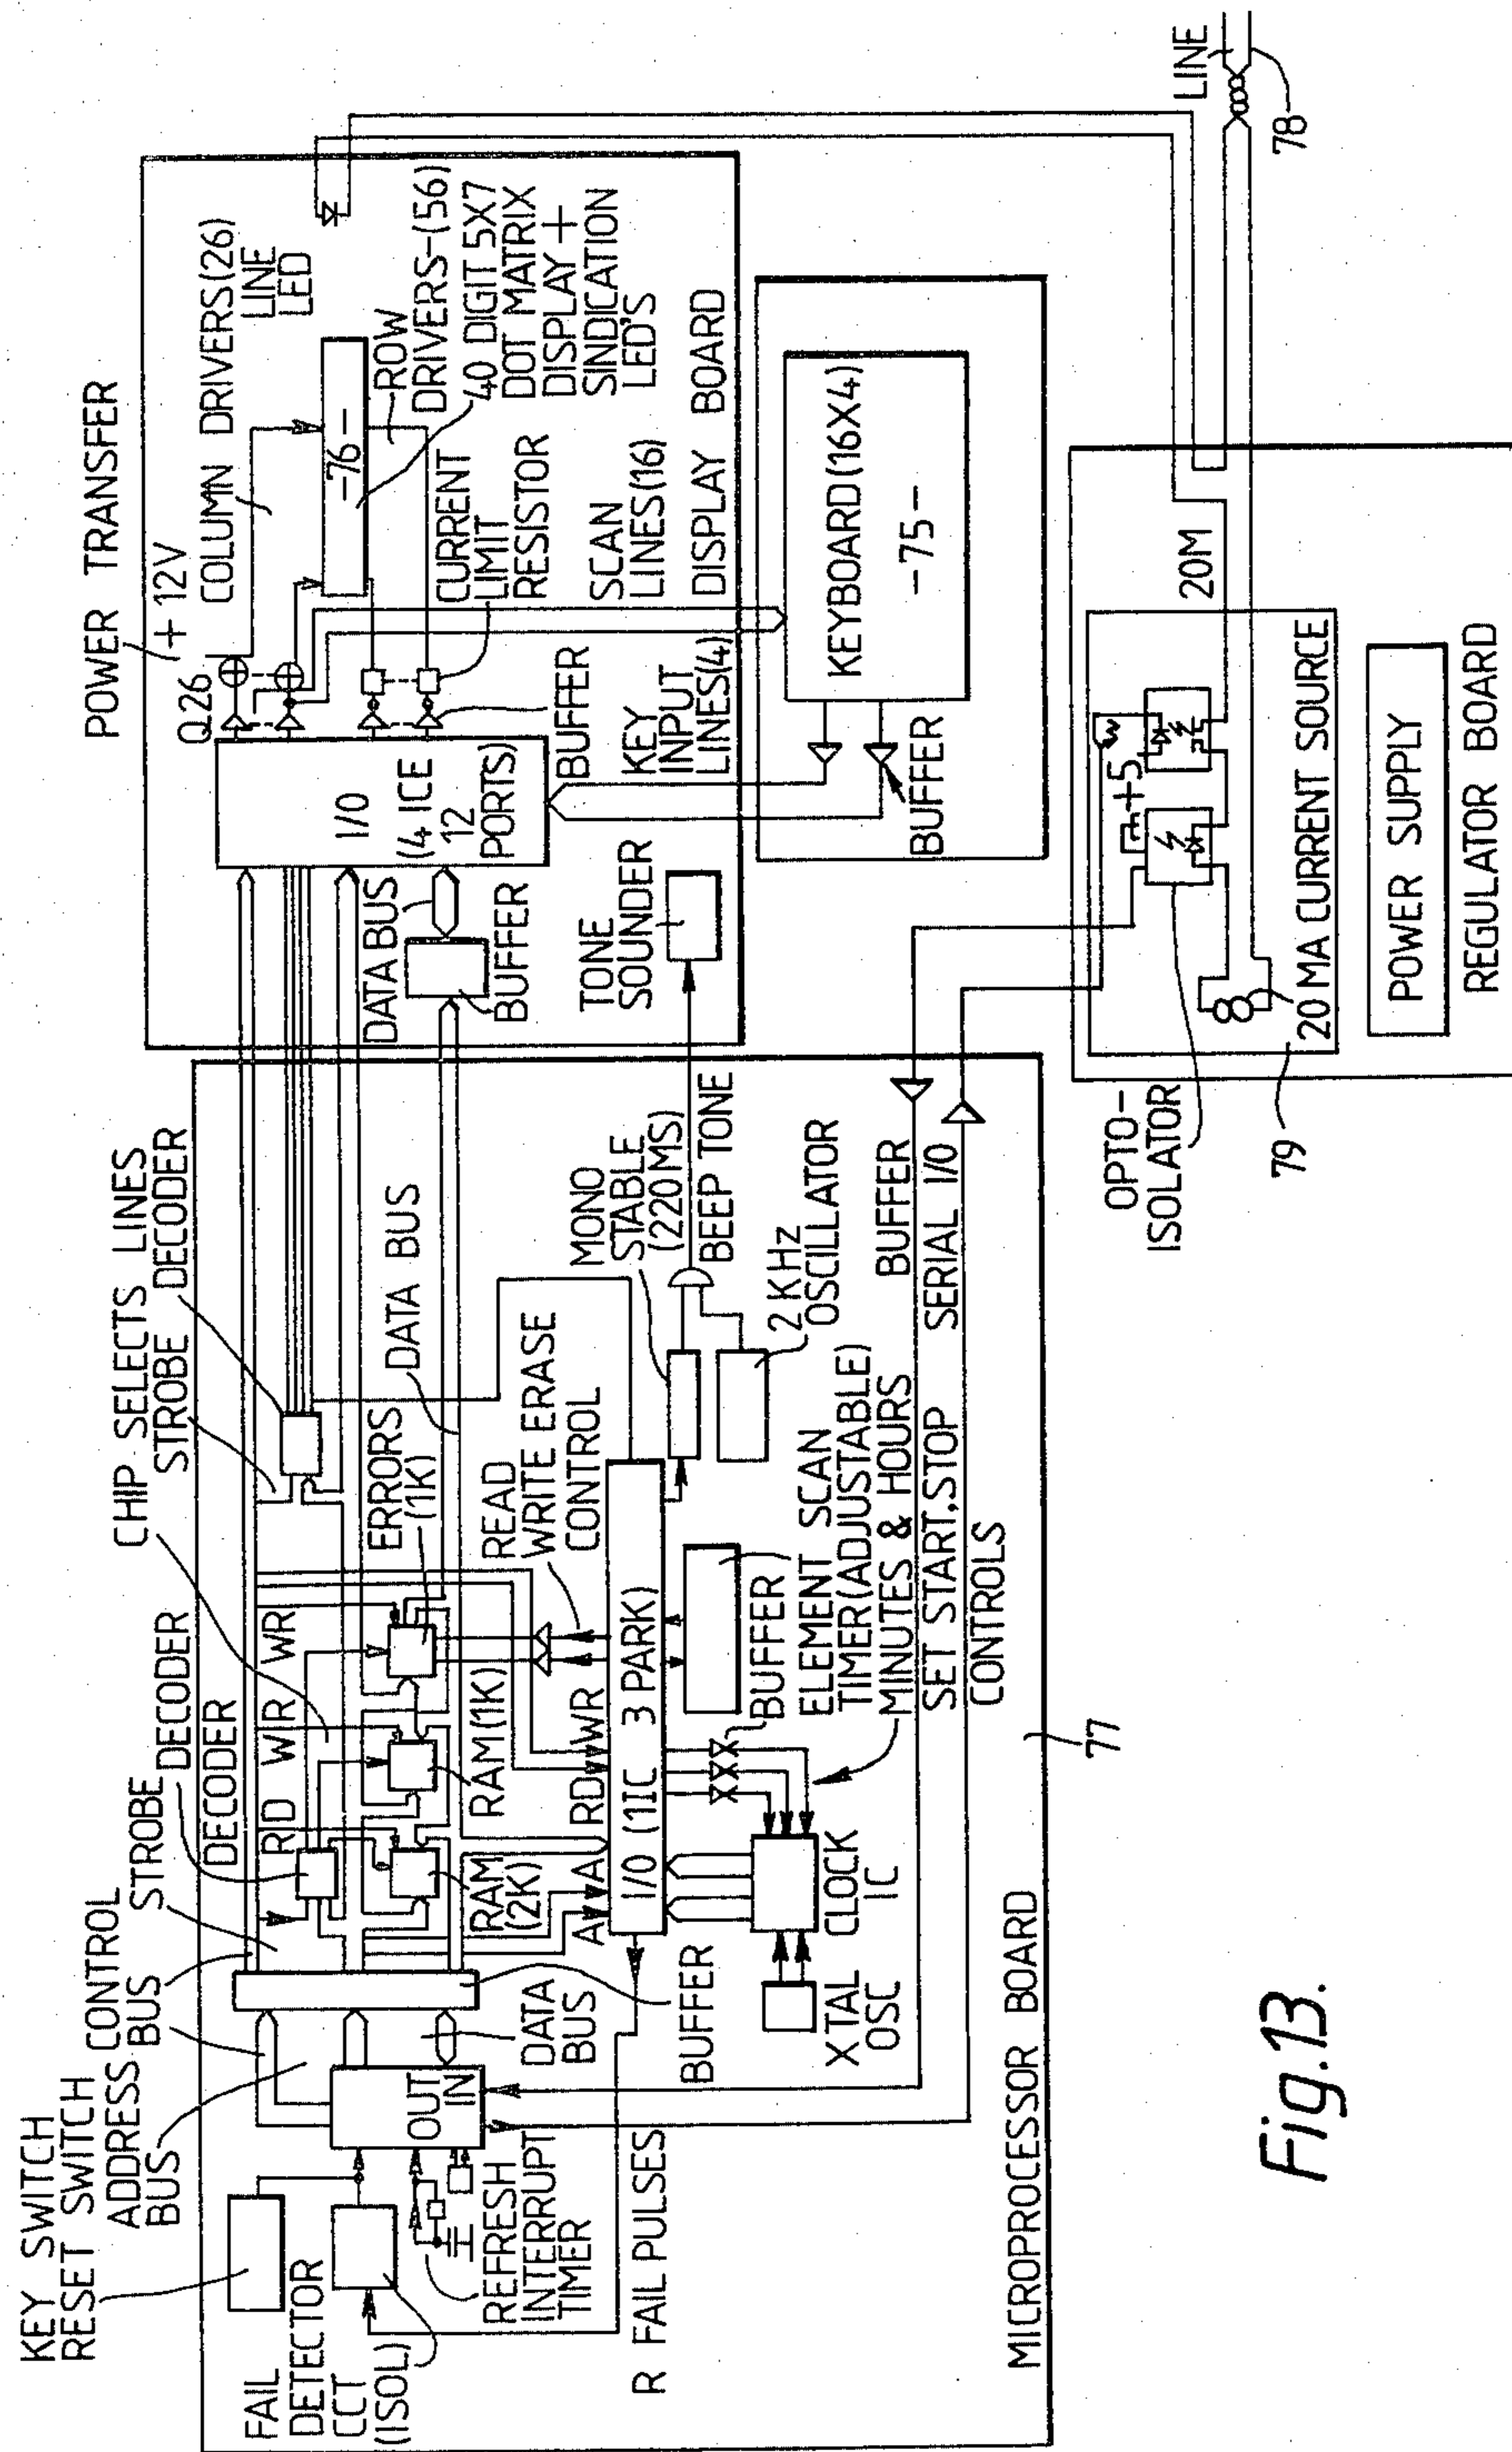 KEY SWITCH
RESET SWITCH
ADDRESS
BUS
CONTROL
BUS
STROBE
DECODER
DECODER
CHIP SELECTS LINES
STROBE DECODER
FAIL
DETECTOR
CCT
(ISOL)
OUT
IN
REFRESH
INTERRUPT
TIMER
R FAIL PULSES
DATA
BUS
BUFFER
RD
WR
WR
RAM
(2K)
RAM(1K)
ERRORS
(1K)
DATA BUS
READ
WRITE ERASE
CONTROL
A
A
RD
WR
I/O (1IC 3 PARK)
MONO
STABLE
(220MS)
BEEP TONE
2KHz
OSCILLATOR
X TAL
OSC
CLOCK
IC
BUFFER
ELEMENT SCAN
TIMER(ADJUSTABLE)
MINUTES & HOURS
SET START,STOP
CONTROLS
BUFFER
SERIAL I/O
MICROPROCESSOR BOARD
77
POWER TRANSFER
+12V
Q26
COLUMN DRIVERS(26)
LINE
LED
-76-
ROW
DRIVERS-(56)
40 DIGIT 5X7
DOT MATRIX
DISPLAY +
SINDICATION
LED'S
CURRENT
LIMIT
RESISTOR
SCAN
LINES(16)
DISPLAY BOARD
I/O
(4 ICE
12
PORTS)
DATA BUS
BUFFER
BUFFER
KEY
INPUT
LINES(4)
TONE
SOUNDER
KEYBOARD(16X4)
-75-
BUFFER
LINE
78
OPTO-
ISOLATOR
79
+5
20M
20 MA CURRENT SOURCE
POWER SUPPLY
REGULATOR BOARD
Fig.13.